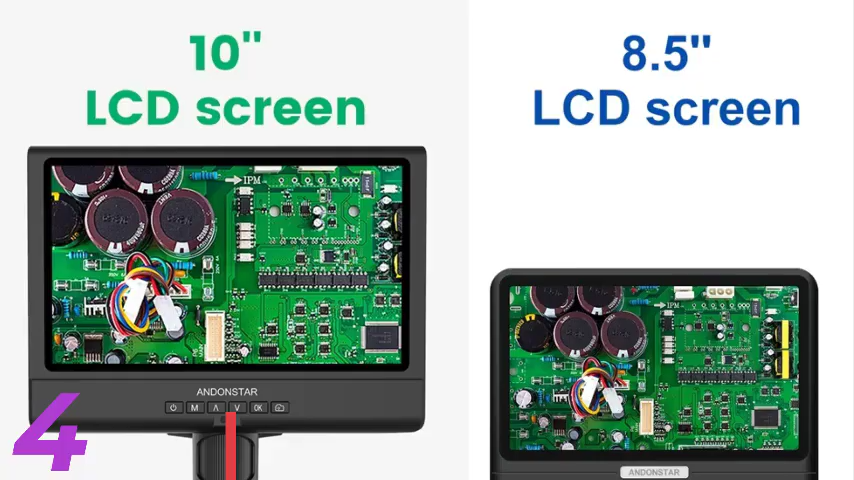 10"
LCD screen
8.5"
LCD screen
IPM
ANDONSTAR
M Λ V OK
IPM
ANDONSTAR
4